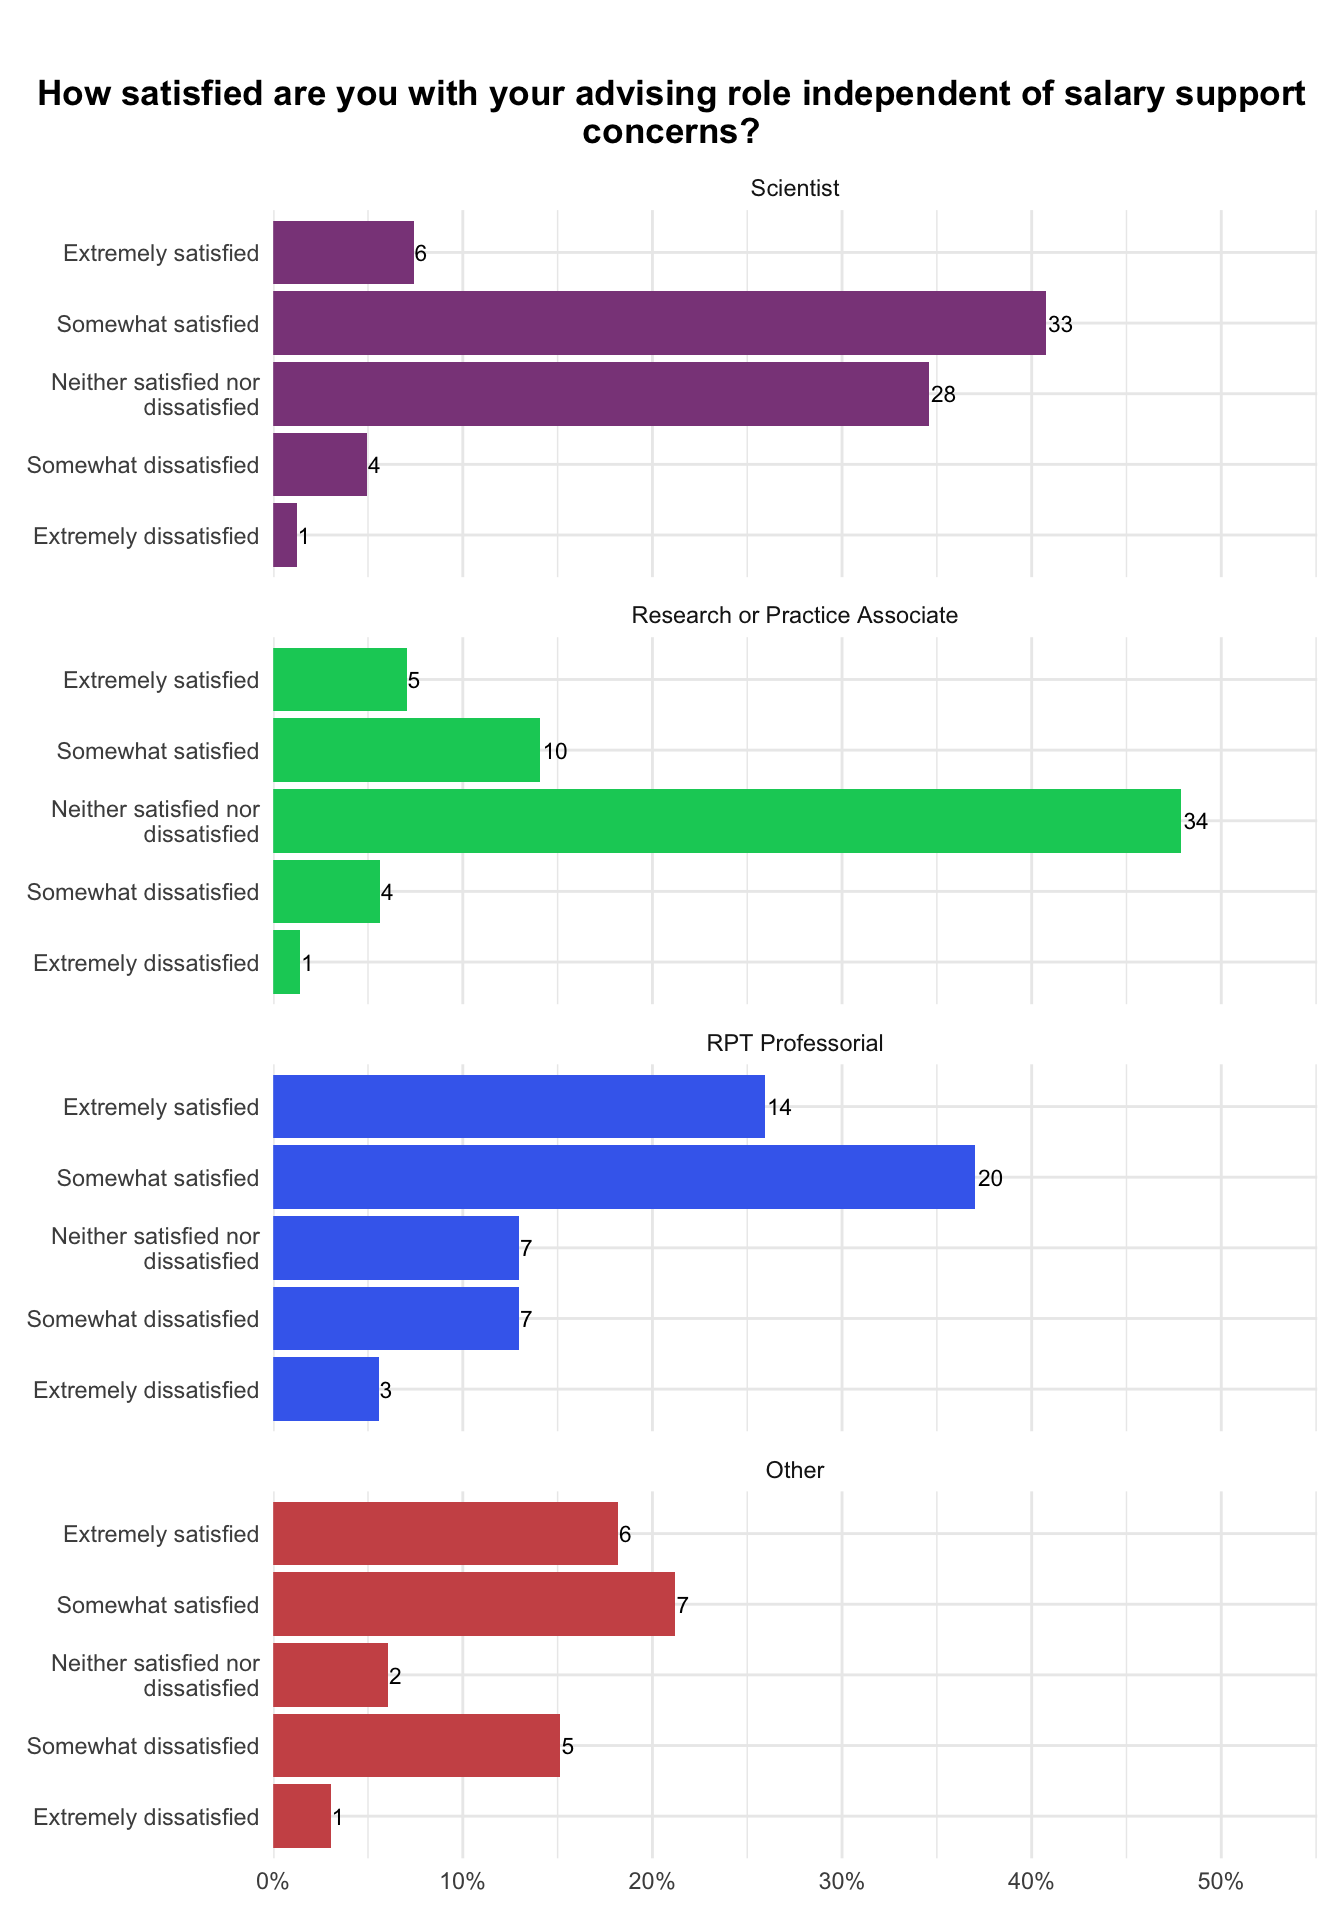 How satisfied are you with your advising role independent of salary support
concerns?
Scientist
Extremely satisfied
6
Somewhat satisfied
33
Neither satisfied nor
dissatisfied
28
Somewhat dissatisfied
4
Extremely dissatisfied
1
Research or Practice Associate
Extremely satisfied
5
Somewhat satisfied
10
Neither satisfied nor
dissatisfied
34
Somewhat dissatisfied
4
Extremely dissatisfied
1
RPT Professorial
Extremely satisfied
14
Somewhat satisfied
20
Neither satisfied nor
dissatisfied
7
Somewhat dissatisfied
7
Extremely dissatisfied
3
Other
Extremely satisfied
6
Somewhat satisfied
7
Neither satisfied nor
dissatisfied
2
Somewhat dissatisfied
5
Extremely dissatisfied
1
0% 10% 20% 30% 40% 50%